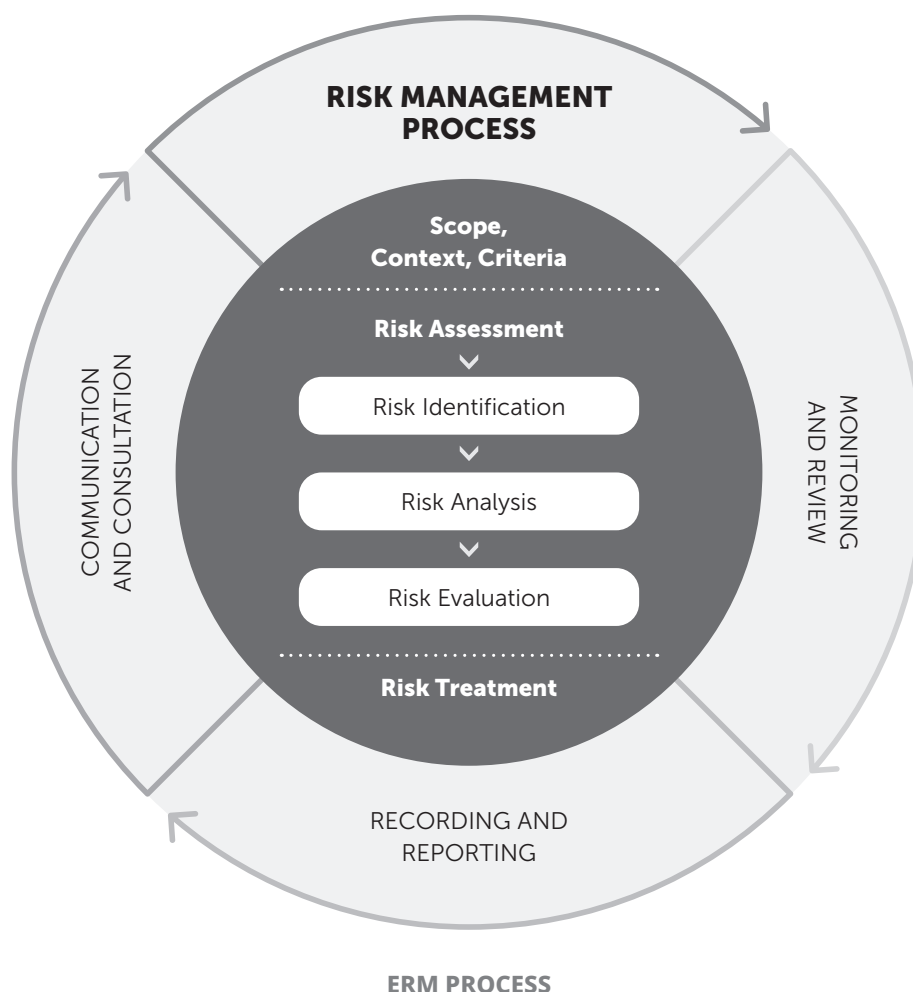 RISK MANAGEMENT
PROCESS
Scope,
Context, Criteria
Risk Assessment
Risk Identification
Risk Analysis
Risk Evaluation
Risk Treatment
COMMUNICATION
AND CONSULTATION
MONITORING
AND REVIEW
RECORDING AND
REPORTING
ERM PROCESS